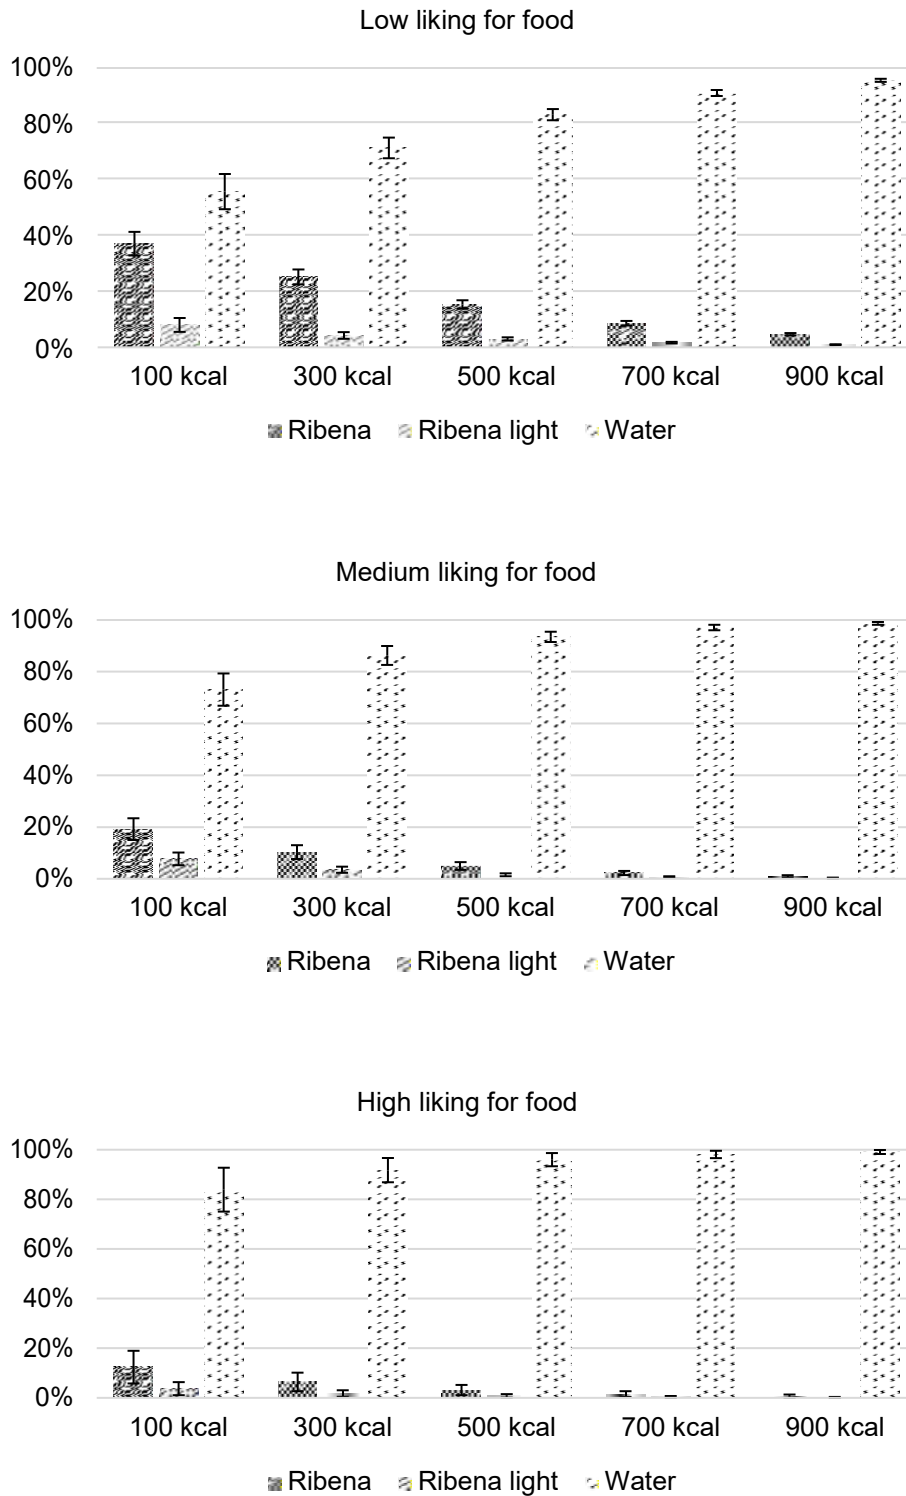 Low liking for food
100%
80%
60%
40%
20%
0%
100 kcal 300 kcal 500 kcal 700 kcal 900 kcal
Ribena Ribena light Water
Medium liking for food
100%
80%
60%
40%
20%
0%
100 kcal 300 kcal 500 kcal 700 kcal 900 kcal
Ribena Ribena light Water
High liking for food
100%
80%
60%
40%
20%
0%
100 kcal 300 kcal 500 kcal 700 kcal 900 kcal
Ribena Ribena light Water